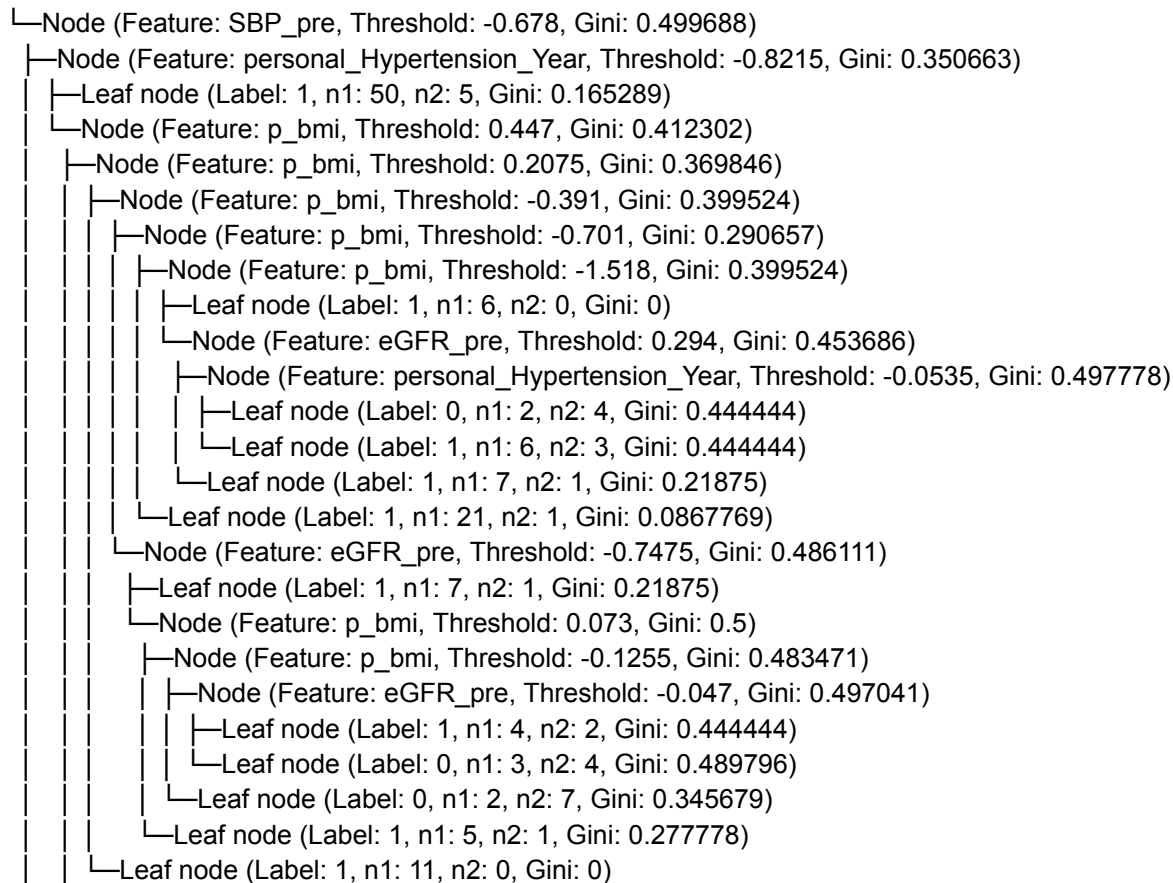 └─Node (Feature: SBP_pre, Threshold: -0.678, Gini: 0.499688)
├─Node (Feature: personal_Hypertension_Year, Threshold: -0.8215, Gini: 0.350663)
│ ├─Leaf node (Label: 1, n1: 50, n2: 5, Gini: 0.165289)
│ └─Node (Feature: p_bmi, Threshold: 0.447, Gini: 0.412302)
│ ├─Node (Feature: p_bmi, Threshold: 0.2075, Gini: 0.369846)
│ │ ├─Node (Feature: p_bmi, Threshold: -0.391, Gini: 0.399524)
│ │ │ ├─Node (Feature: p_bmi, Threshold: -0.701, Gini: 0.290657)
│ │ │ │ ├─Node (Feature: p_bmi, Threshold: -1.518, Gini: 0.399524)
│ │ │ │ │ ├─Leaf node (Label: 1, n1: 6, n2: 0, Gini: 0)
│ │ │ │ │ └─Node (Feature: eGFR_pre, Threshold: 0.294, Gini: 0.453686)
│ │ │ │ │ ├─Node (Feature: personal_Hypertension_Year, Threshold: -0.0535, Gini: 0.497778)
│ │ │ │ │ │ ├─Leaf node (Label: 0, n1: 2, n2: 4, Gini: 0.444444)
│ │ │ │ │ │ └─Leaf node (Label: 1, n1: 6, n2: 3, Gini: 0.444444)
│ │ │ │ │ └─Leaf node (Label: 1, n1: 7, n2: 1, Gini: 0.21875)
│ │ │ │ └─Leaf node (Label: 1, n1: 21, n2: 1, Gini: 0.0867769)
│ │ │ └─Node (Feature: eGFR_pre, Threshold: -0.7475, Gini: 0.486111)
│ │ │ ├─Leaf node (Label: 1, n1: 7, n2: 1, Gini: 0.21875)
│ │ │ └─Node (Feature: p_bmi, Threshold: 0.073, Gini: 0.5)
│ │ │ ├─Node (Feature: p_bmi, Threshold: -0.1255, Gini: 0.483471)
│ │ │ │ ├─Node (Feature: eGFR_pre, Threshold: -0.047, Gini: 0.497041)
│ │ │ │ │ ├─Leaf node (Label: 1, n1: 4, n2: 2, Gini: 0.444444)
│ │ │ │ │ └─Leaf node (Label: 0, n1: 3, n2: 4, Gini: 0.489796)
│ │ │ │ └─Leaf node (Label: 0, n1: 2, n2: 7, Gini: 0.345679)
│ │ │ └─Leaf node (Label: 1, n1: 5, n2: 1, Gini: 0.277778)
│ │ └─Leaf node (Label: 1, n1: 11, n2: 0, Gini: 0)